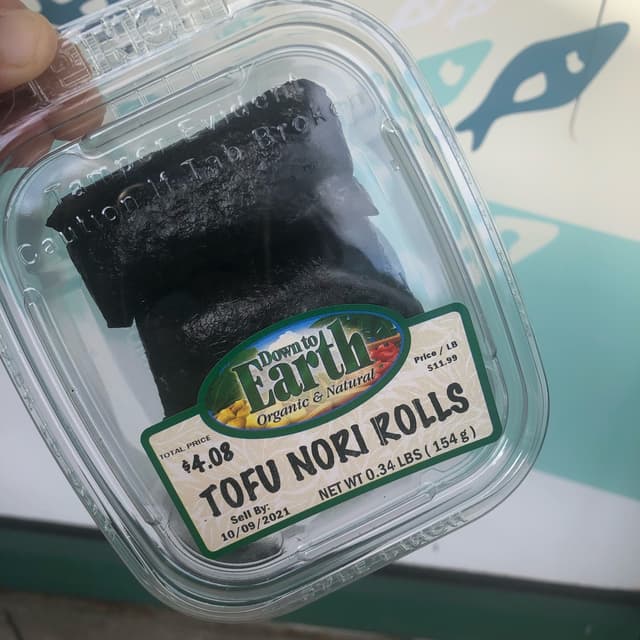 Tamper Evident
Caution If Tab Broken
Down to
Earth
Organic & Natural
Price / LB
$11.99
TOTAL PRICE
$4.08
TOFU NORI ROLLS
NET WT 0.34 LBS ( 154 g )
Sell By:
10/09/2021